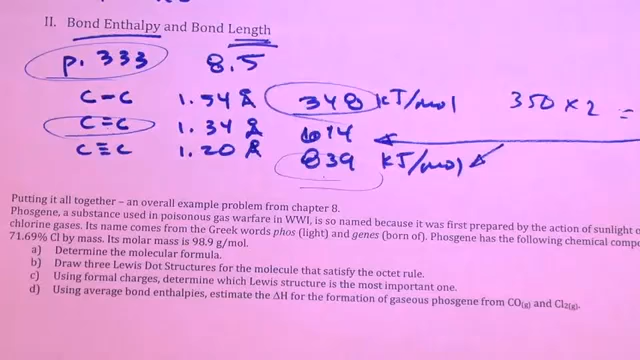 II. Bond Enthalpy and Bond Length
p. 333 8.5
C-C 1.54 Å 348 kJ/mol 350 × 2 =
C=C 1.34 Å 614
C≡C 1.20 Å 839 kJ/mol
Putting it all together – an overall example problem from chapter 8.
Phosgene, a substance used in poisonous gas warfare in WWI, is so named because it was first prepared by the action of sunlight o
chlorine gases. Its name comes from the Greek words phos (light) and genes (born of). Phosgene has the following chemical compo
71.69% Cl by mass. Its molar mass is 98.9 g/mol.
a) Determine the molecular formula.
b) Draw three Lewis Dot Structures for the molecule that satisfy the octet rule.
c) Using formal charges, determine which Lewis structure is the most important one.
d) Using average bond enthalpies, estimate the ΔH for the formation of gaseous phosgene from CO(g) and Cl2(g).